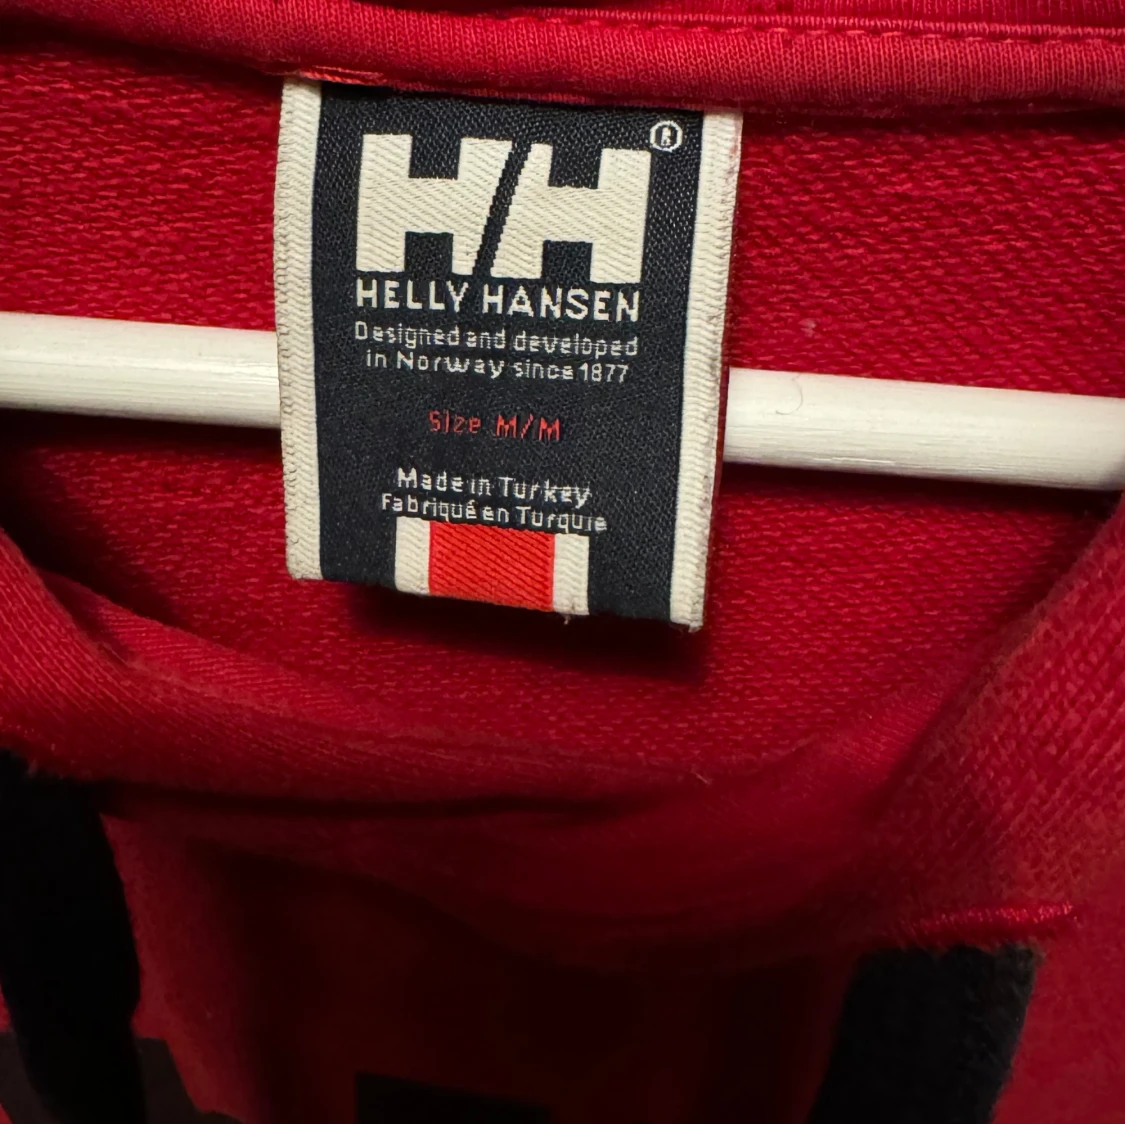 HH®
HELLY HANSEN
Designed and developed
in Norway since 1877
Size M/M
Made in Turkey
Fabriqué en Turquie